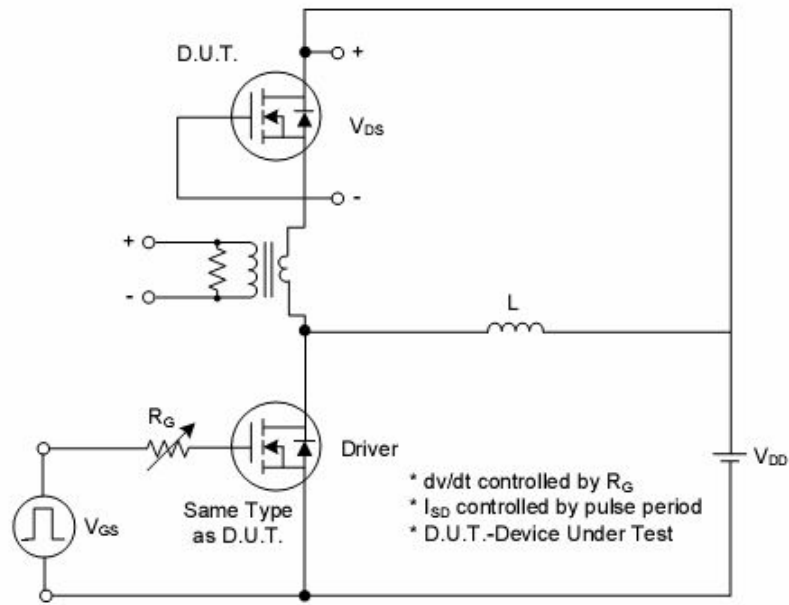 D.U.T.
+
VDS
-
+
-
L
RG
Driver
VDD
VGS
Same Type
as D.U.T.
* dv/dt controlled by RG
* ISD controlled by pulse period
* D.U.T.-Device Under Test